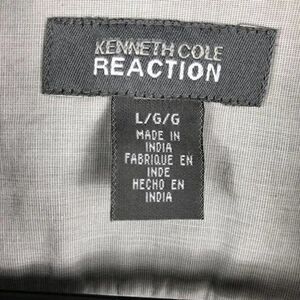 KENNETH COLE
REACTION
L/G/G
MADE IN
INDIA
FABRIQUE EN
INDE
HECHO EN
INDIA